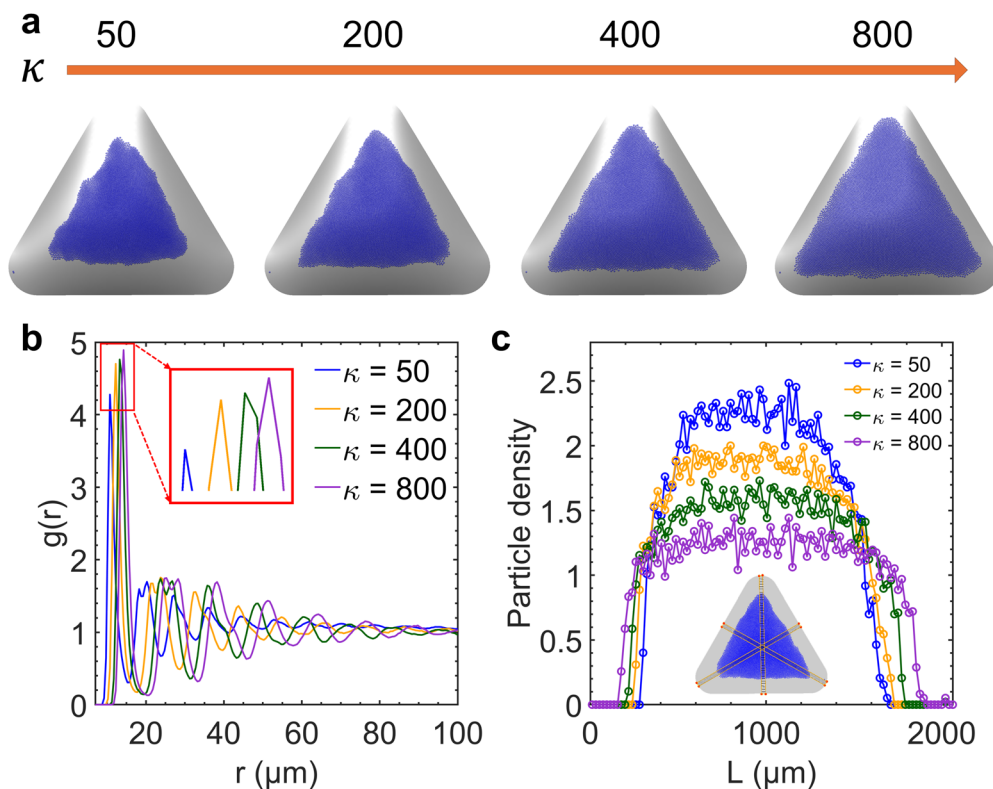 a
50 200 400 800
κ
b
5
4
3
2
1
0
g(r)
κ = 50
κ = 200
κ = 400
κ = 800
20 40 60 80 100
r (μm)
c
2.5
2.0
1.5
1.0
0.5
0
Particle density
κ = 50
κ = 200
κ = 400
κ = 800
0 1000 2000
L (μm)